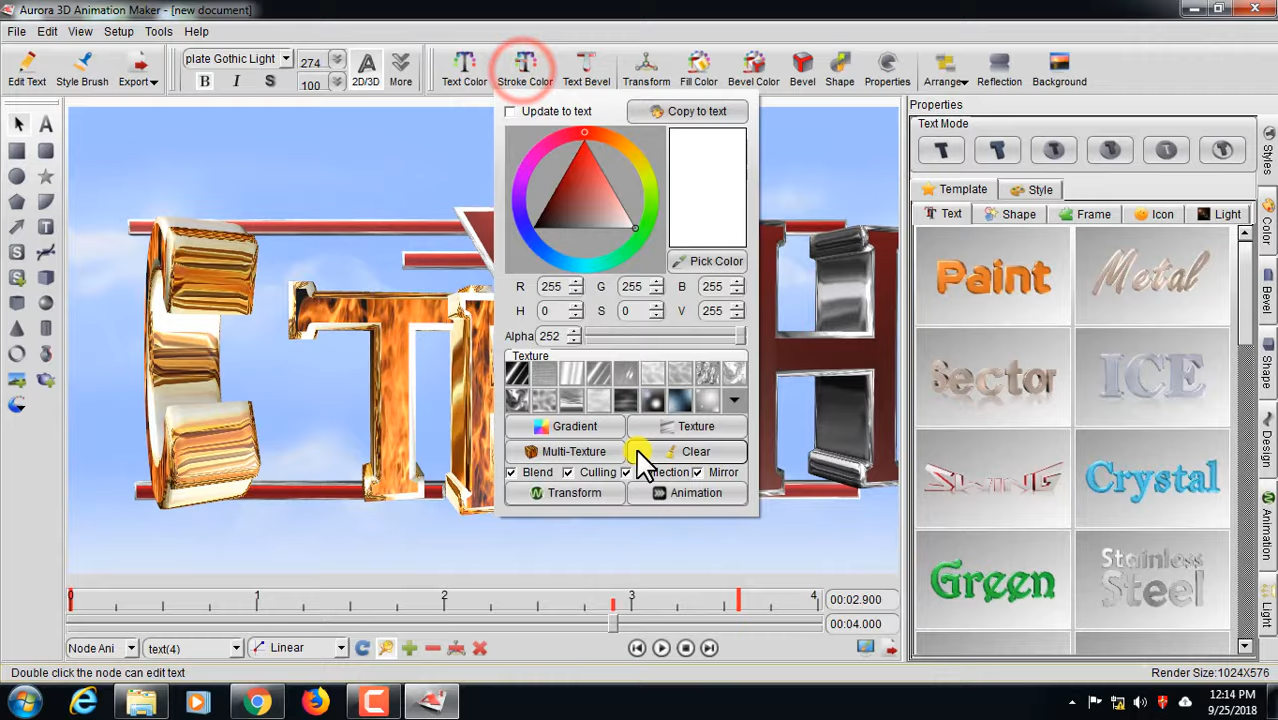 Aurora 3D Animation Maker - [new document]
File Edit View Setup Tools Help
plate Gothic Light 274
Edit Text Style Brush Export B I S 100 2D/3D More Text Color Stroke Color Text Bevel Transform Fill Color Bevel Color Bevel Shape Properties Arrange Reflection Background
Update to text Copy to text
Pick Color
R 255 G 255 B 255
H 0 S 0 V 255
Alpha 252
Texture
Gradient Texture
Multi-Texture Clear
Blend Culling Mirror
Transform Animation
Properties
Text Mode
Template Style
Text Shape Frame Icon Light
Paint Metal
Sector ICE
SWING Crystal
Green Stainless Steel
Styles
Color
Bevel
Shape
Design
Animation
Light
0 1 2 3 4 00:02.900
00:04.000
Node Ani text(4) Linear
Double click the node can edit text Render Size:1024X576
12:14 PM
9/25/2018